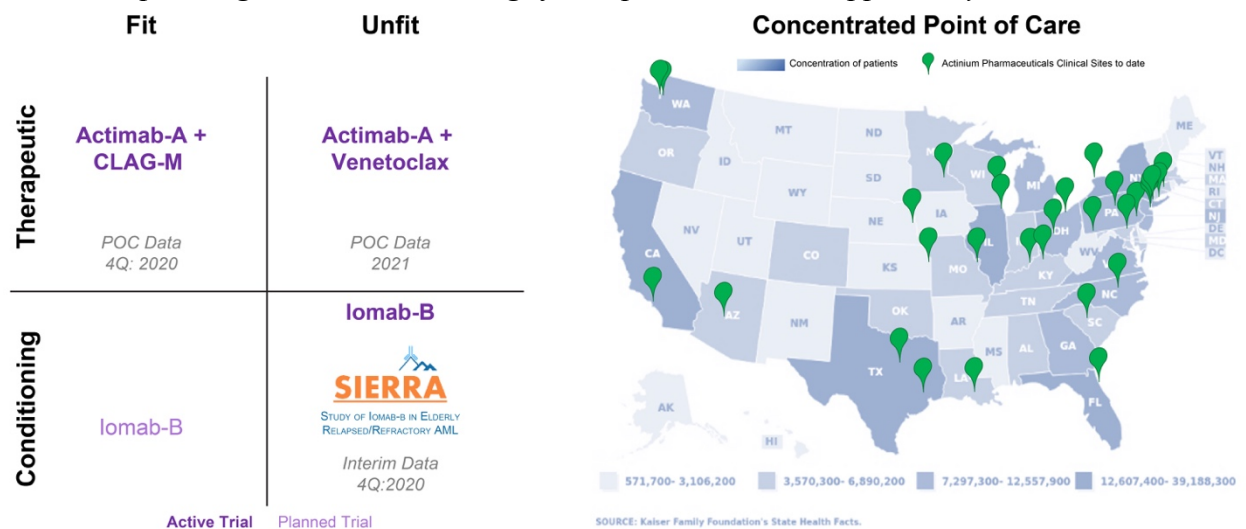 Fit
Unfit
Therapeutic
Actimab-A +
CLAG-M
POC Data
4Q: 2020
Actimab-A +
Venetoclax
POC Data
2021
Conditioning
Iomab-B
Iomab-B
SIERRA
STUDY OF IOMAB-B IN ELDERLY
RELAPSED/REFRACTORY AML
Interim Data
4Q:2020
Active Trial
Planned Trial
Concentrated Point of Care
Concentration of patients
Actinium Pharmaceuticals Clinical Sites to date
WA
MT
ND
ME
OR
ID
SD
WI
MI
VT
NH
MA
RI
CT
NJ
DE
MD
DC
WY
NE
IA
PA
NV
UT
CO
KS
MO
WV
KY
CA
AZ
NM
OK
AR
TN
NC
SC
MS
AL
GA
TX
LA
FL
AK
HI
571,700- 3,106,200
3,570,300- 6,890,200
7,297,300- 12,557,900
12,607,400- 39,188,300
SOURCE: Kaiser Family Foundation's State Health Facts.